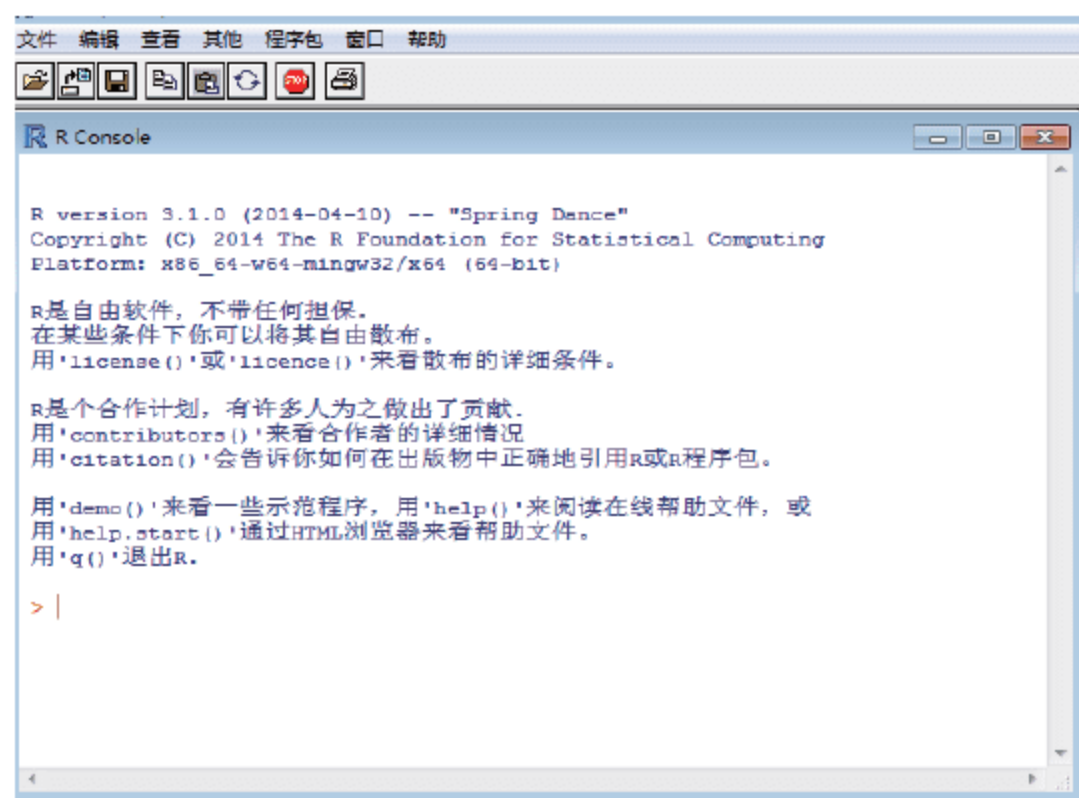 文件 编辑 查看 其他 程序包 窗口 帮助
STOP
R R Console
R version 3.1.0 (2014-04-10) -- "Spring Dance"
Copyright (C) 2014 The R Foundation for Statistical Computing
Platform: x86_64-w64-mingw32/x64 (64-bit)
R是自由软件，不带任何担保.
在某些条件下你可以将其自由散布。
用'license()'或'licence()'来看散布的详细条件。
R是个合作计划，有许多人为之做出了贡献.
用'contributors()'来看合作者的详细情况
用'citation()'会告诉你如何在出版物中正确地引用R或R程序包。
用'demo()'来看一些示范程序，用'help()'来阅读在线帮助文件，或
用'help.start()'通过HTML浏览器来看帮助文件。
用'q()'退出R.
>